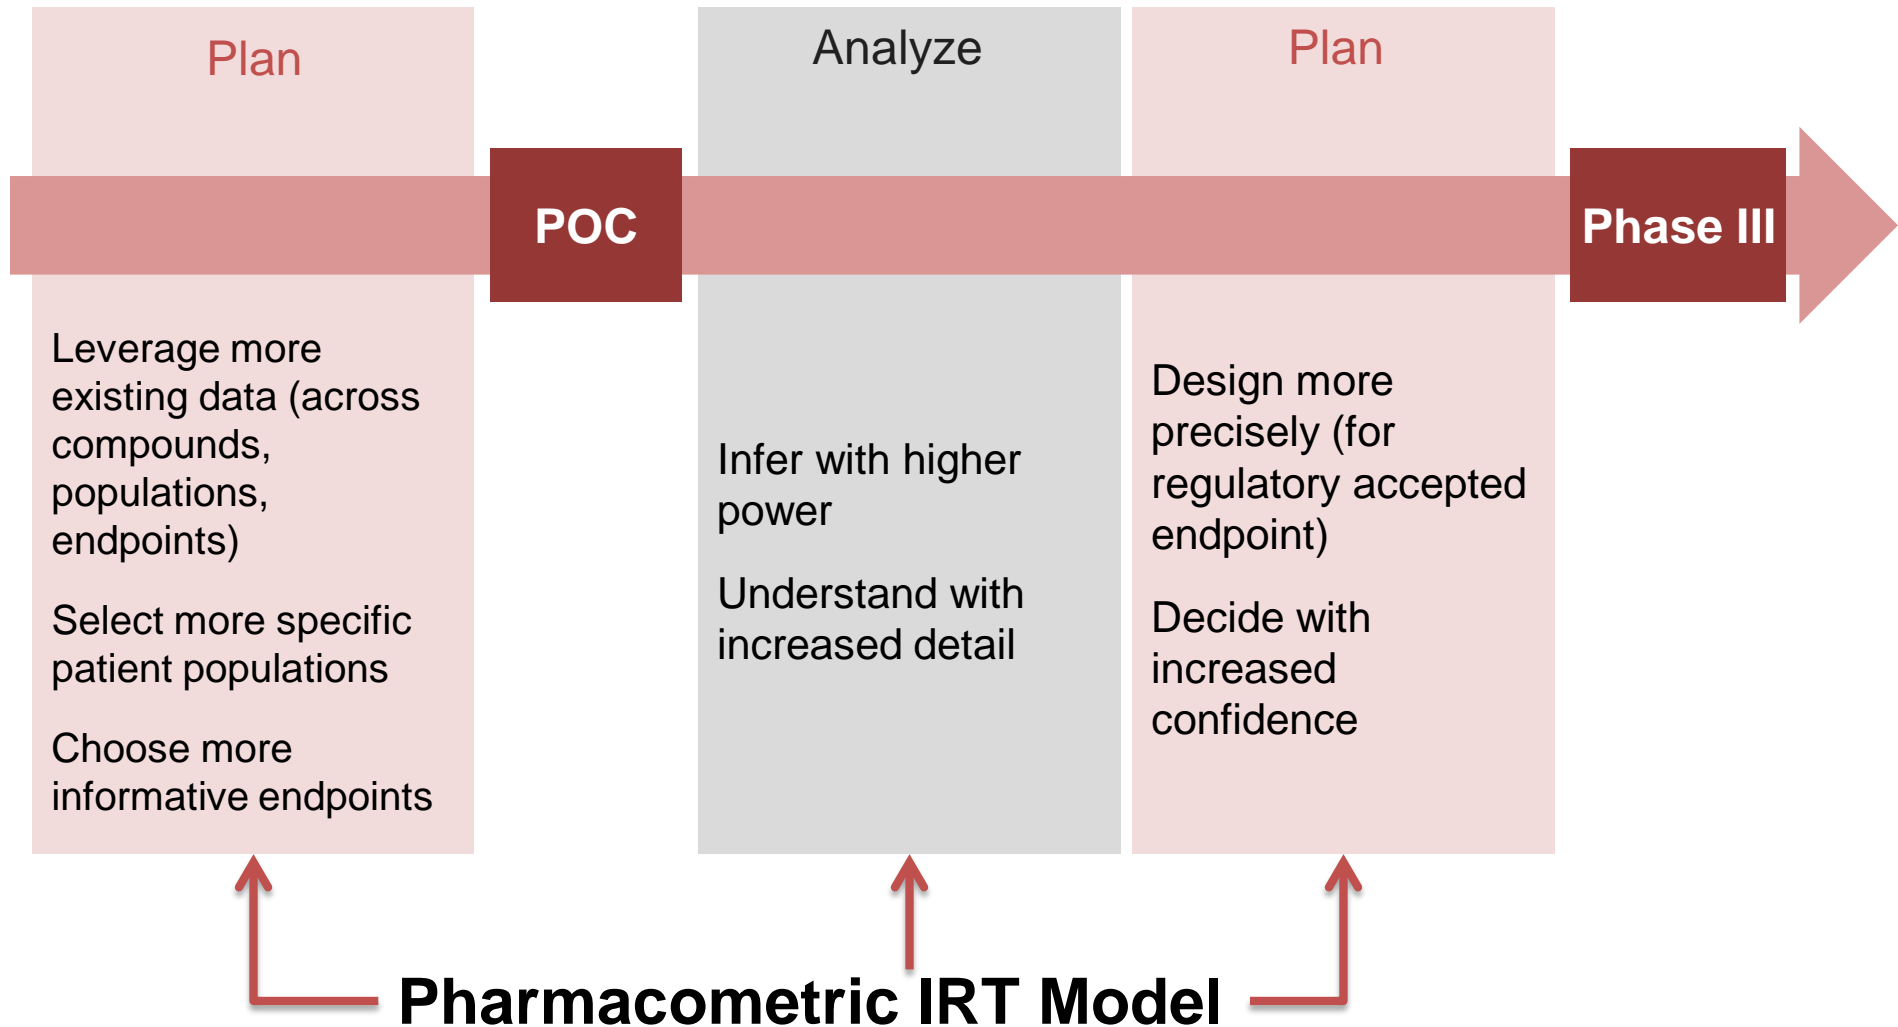 Plan
Analyze
Plan
POC
Phase III
Leverage more
existing data (across
compounds,
populations,
endpoints)
Select more specific
patient populations
Choose more
informative endpoints
Infer with higher
power
Understand with
increased detail
Design more
precisely (for
regulatory accepted
endpoint)
Decide with
increased
confidence
Pharmacometric IRT Model